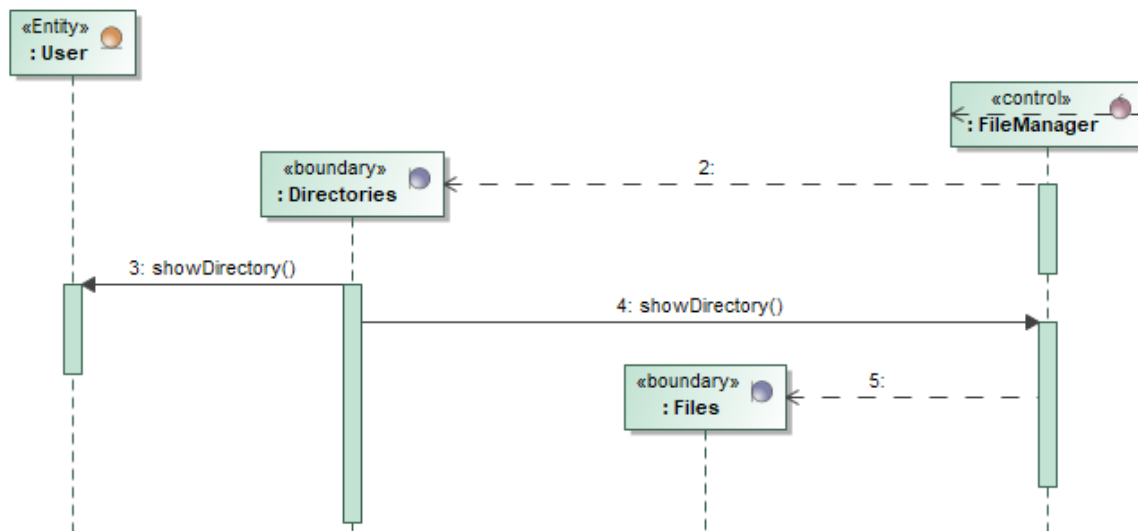 «Entity»
: User
«control»
: FileManager
«boundary»
: Directories
2:
3: showDirectory()
4: showDirectory()
«boundary»
: Files
5: